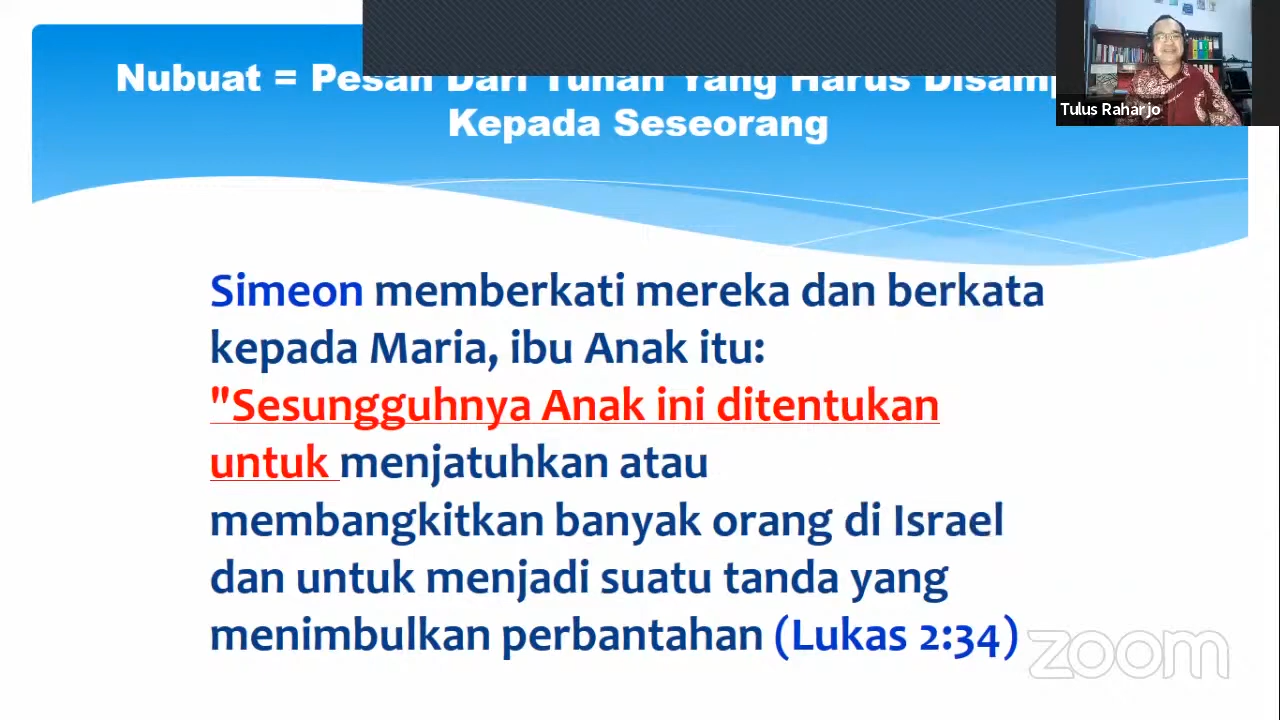 Nubuat = Pesan Dari Tuhan Yang Harus
Kepada Seseorang
Tulus Raharjo
Simeon memberkati mereka dan berkata
kepada Maria, ibu Anak itu:
"Sesungguhnya Anak ini ditentukan
untuk menjatuhkan atau
membangkitkan banyak orang di Israel
dan untuk menjadi suatu tanda yang
menimbulkan perbantahan (Lukas 2:34)
zoom